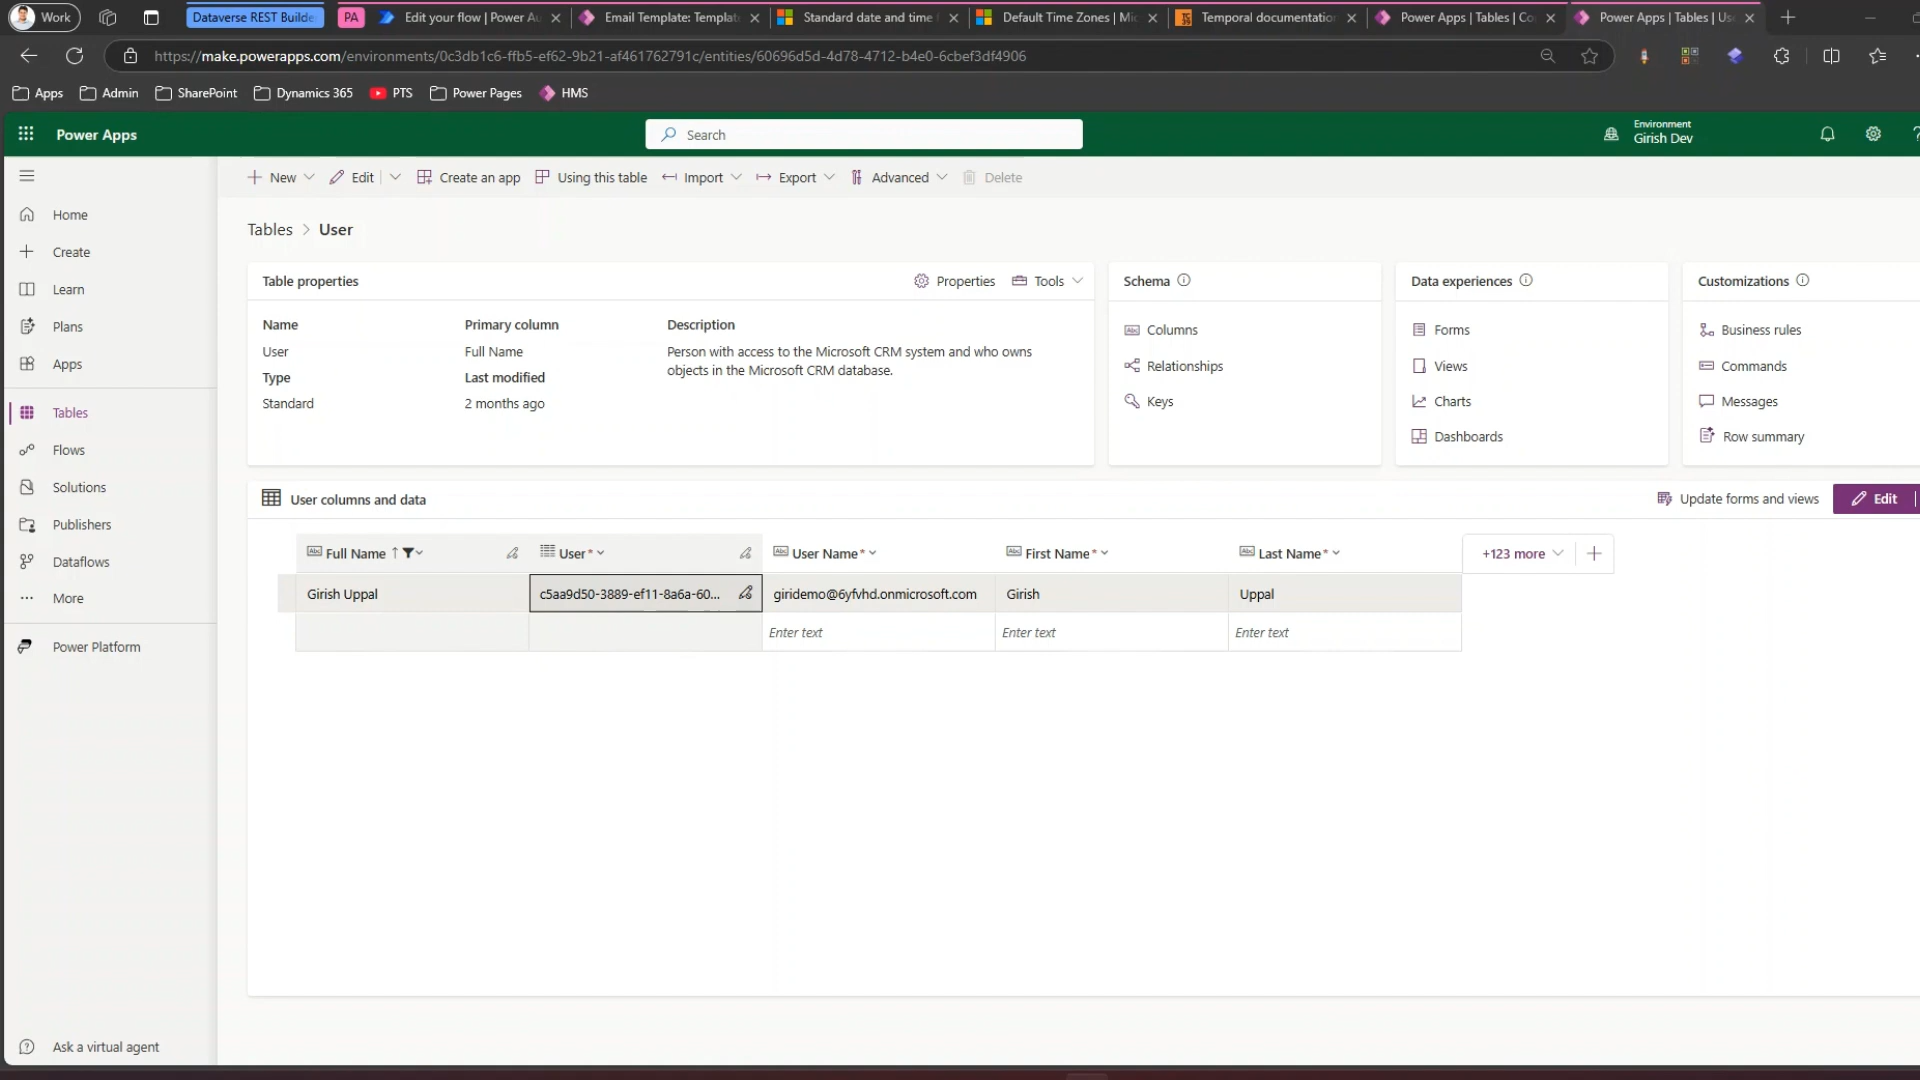 Work
Dataverse REST Builde
PA
Edit your flow | Power Au
Email Template: Templat
Standard date and time
Default Time Zones | Mi
Temporal documentation
Power Apps | Tables | Co
Power Apps | Tables | Us
https://make.powerapps.com/environments/0c3db1c6-ffb5-ef62-9b21-af461762791c/entities/60696d5d-4d78-4712-b4e0-6cbef3df4906
Apps
Admin
SharePoint
Dynamics 365
PTS
Power Pages
HMS
Power Apps
Search
Environment
Girish Dev
New
Edit
Create an app
Using this table
Import
Export
Advanced
Delete
Home
Create
Learn
Plans
Apps
Tables
Flows
Solutions
Publishers
Dataflows
More
Power Platform
Ask a virtual agent
Tables > User
Table properties
Properties
Tools
Name
Primary column
Description
User
Full Name
Person with access to the Microsoft CRM system and who owns
objects in the Microsoft CRM database.
Type
Last modified
Standard
2 months ago
Schema
Columns
Relationships
Keys
Data experiences
Forms
Views
Charts
Dashboards
Customizations
Business rules
Commands
Messages
Row summary
User columns and data
Update forms and views
Edit
Full Name
User *
User Name *
First Name *
Last Name *
+123 more
Girish Uppal
c5aa9d50-3889-ef11-8a6a-60...
giridemo@6yfvhd.onmicrosoft.com
Girish
Uppal
Enter text
Enter text
Enter text